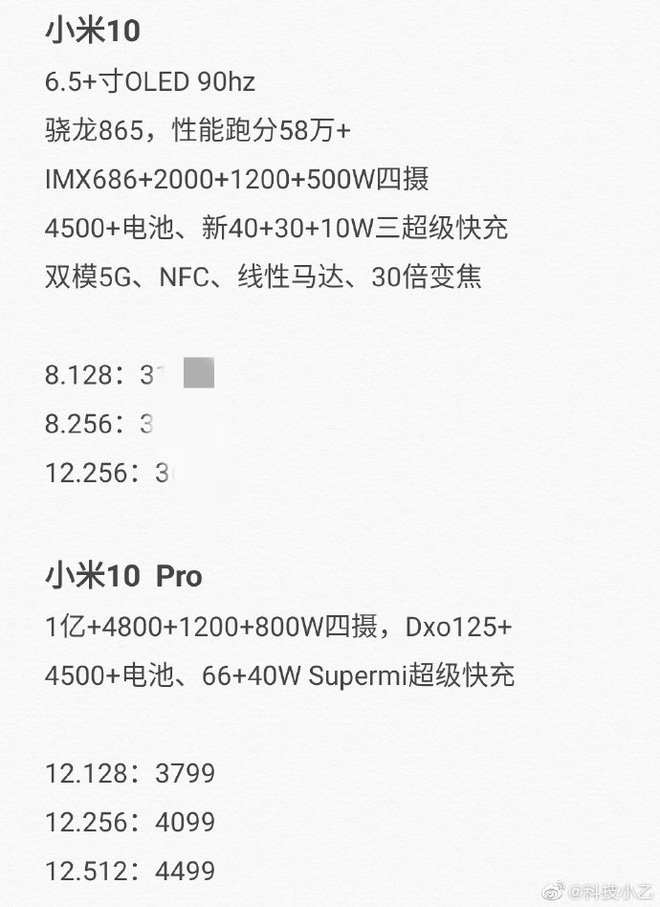 小米10
6.5+寸OLED 90hz
骁龙865，性能跑分58万+
IMX686+2000+1200+500W四摄
4500+电池、新40+30+10W三超级快充
双模5G、NFC、线性马达、30倍变焦
8.128：3
8.256：3
12.256：3
小米10 Pro
1亿+4800+1200+800W四摄，Dxo125+
4500+电池、66+40W Supermi超级快充
12.128：3799
12.256：4099
12.512：4499
@科技小乙